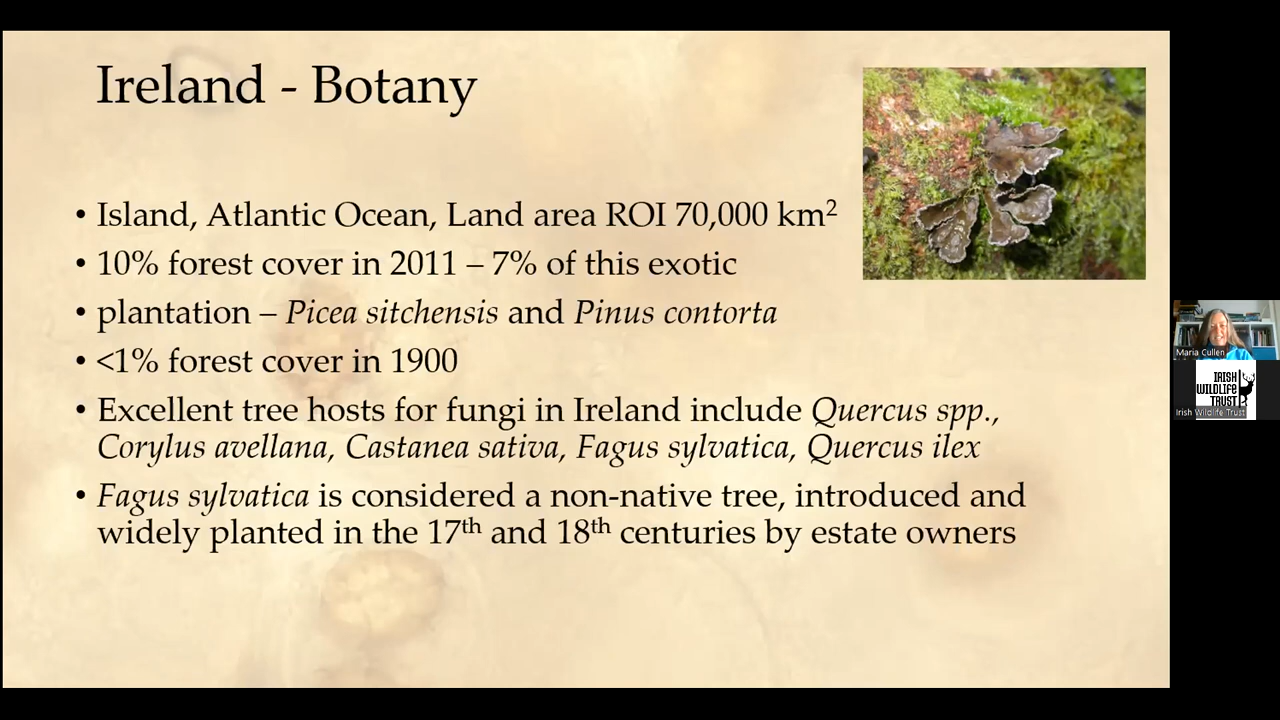 Ireland - Botany
• Island, Atlantic Ocean, Land area ROI 70,000 km²
• 10% forest cover in 2011 – 7% of this exotic
• plantation – Picea sitchensis and Pinus contorta
• <1% forest cover in 1900
• Excellent tree hosts for fungi in Ireland include Quercus spp.,
Corylus avellana, Castanea sativa, Fagus sylvatica, Quercus ilex
• Fagus sylvatica is considered a non-native tree, introduced and
widely planted in the 17th and 18th centuries by estate owners
Maria Cullen
IRISH
WILDLIFE
TRUST
Irish Wildlife Trust